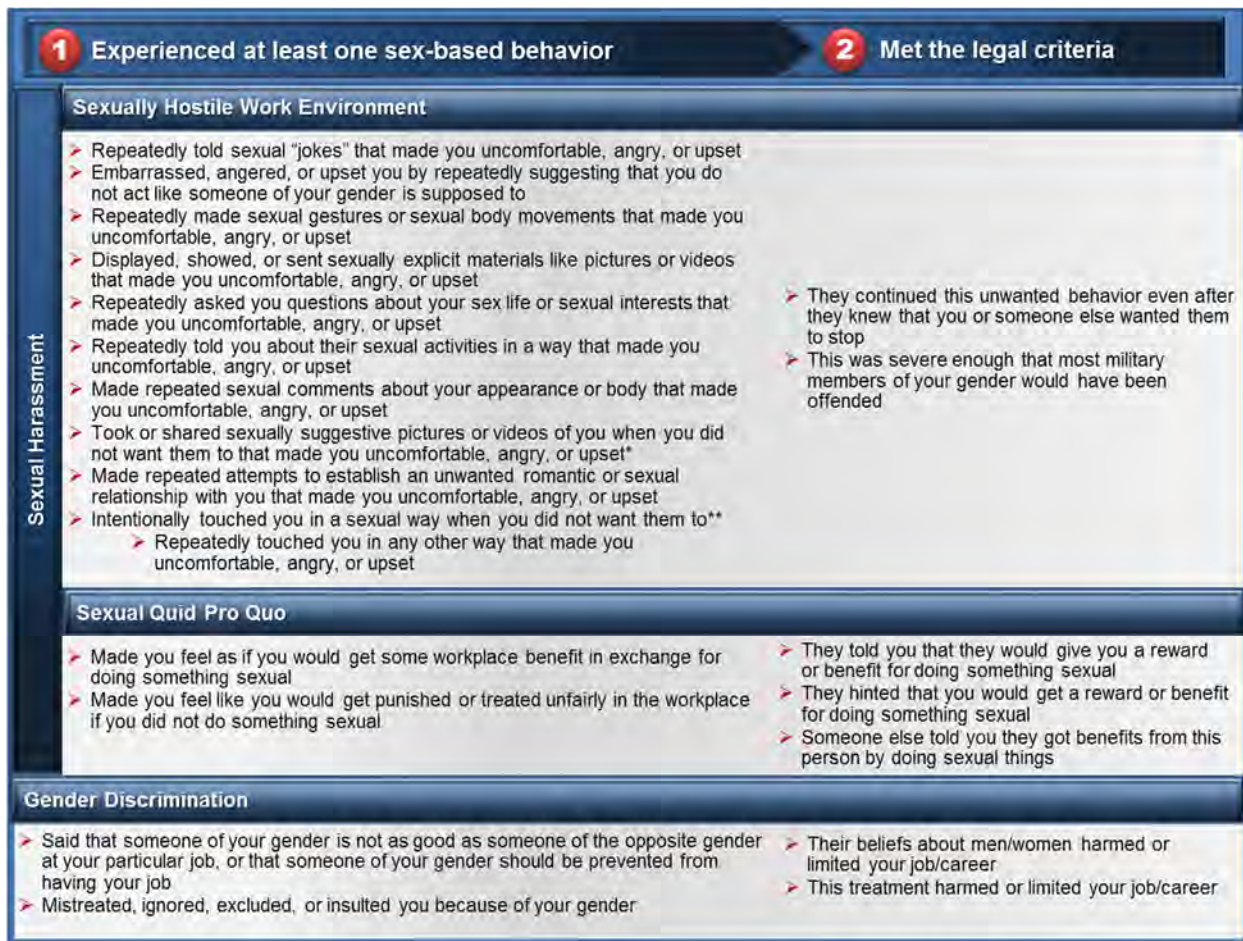 1 Experienced at least one sex-based behavior
2 Met the legal criteria
Sexual Harassment
Sexually Hostile Work Environment
➢ Repeatedly told sexual "jokes" that made you uncomfortable, angry, or upset
➢ Embarrassed, angered, or upset you by repeatedly suggesting that you do
not act like someone of your gender is supposed to
➢ Repeatedly made sexual gestures or sexual body movements that made you
uncomfortable, angry, or upset
➢ Displayed, showed, or sent sexually explicit materials like pictures or videos
that made you uncomfortable, angry, or upset
➢ Repeatedly asked you questions about your sex life or sexual interests that
made you uncomfortable, angry, or upset
➢ Repeatedly told you about their sexual activities in a way that made you
uncomfortable, angry, or upset
➢ Made repeated sexual comments about your appearance or body that made
you uncomfortable, angry, or upset
➢ Took or shared sexually suggestive pictures or videos of you when you did
not want them to that made you uncomfortable, angry, or upset*
➢ Made repeated attempts to establish an unwanted romantic or sexual
relationship with you that made you uncomfortable, angry, or upset
➢ Intentionally touched you in a sexual way when you did not want them to**
➢ Repeatedly touched you in any other way that made you
uncomfortable, angry, or upset
➢ They continued this unwanted behavior even after
they knew that you or someone else wanted them
to stop
➢ This was severe enough that most military
members of your gender would have been
offended
Sexual Quid Pro Quo
➢ Made you feel as if you would get some workplace benefit in exchange for
doing something sexual
➢ Made you feel like you would get punished or treated unfairly in the workplace
if you did not do something sexual
➢ They told you that they would give you a reward
or benefit for doing something sexual
➢ They hinted that you would get a reward or benefit
for doing something sexual
➢ Someone else told you they got benefits from this
person by doing sexual things
Gender Discrimination
➢ Said that someone of your gender is not as good as someone of the opposite gender
at your particular job, or that someone of your gender should be prevented from
having your job
➢ Mistreated, ignored, excluded, or insulted you because of your gender
➢ Their beliefs about men/women harmed or
limited your job/career
➢ This treatment harmed or limited your job/career